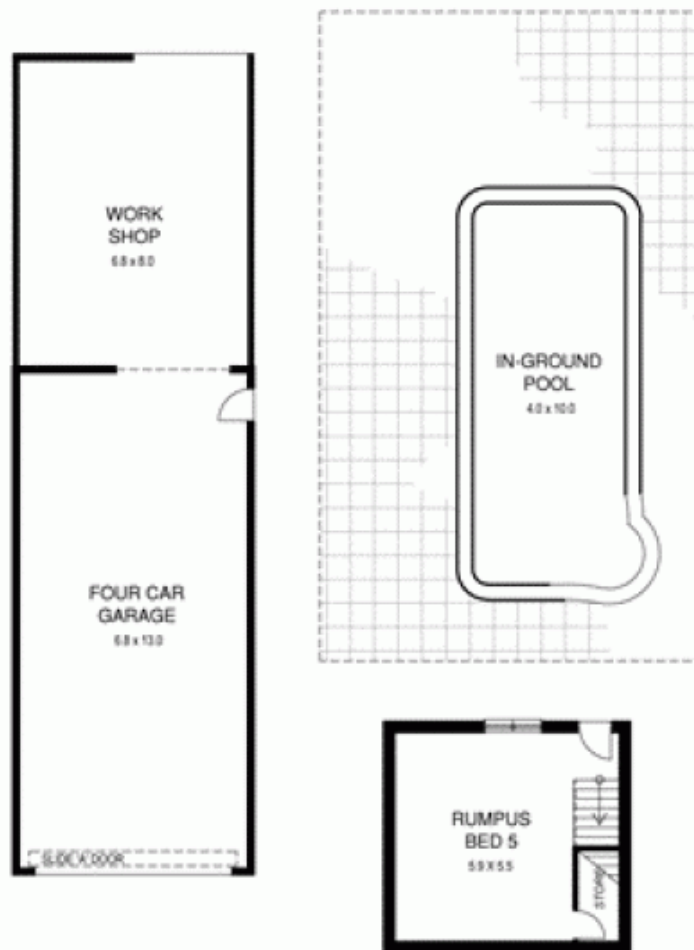 WORK
SHOP
6.8 x 8.0
IN-GROUND
POOL
4.0 x 10.0
FOUR CAR
GARAGE
6.8 x 13.0
SLIDE A DOOR
RUMPUS
BED 5
5.9 X 5.5
STORE